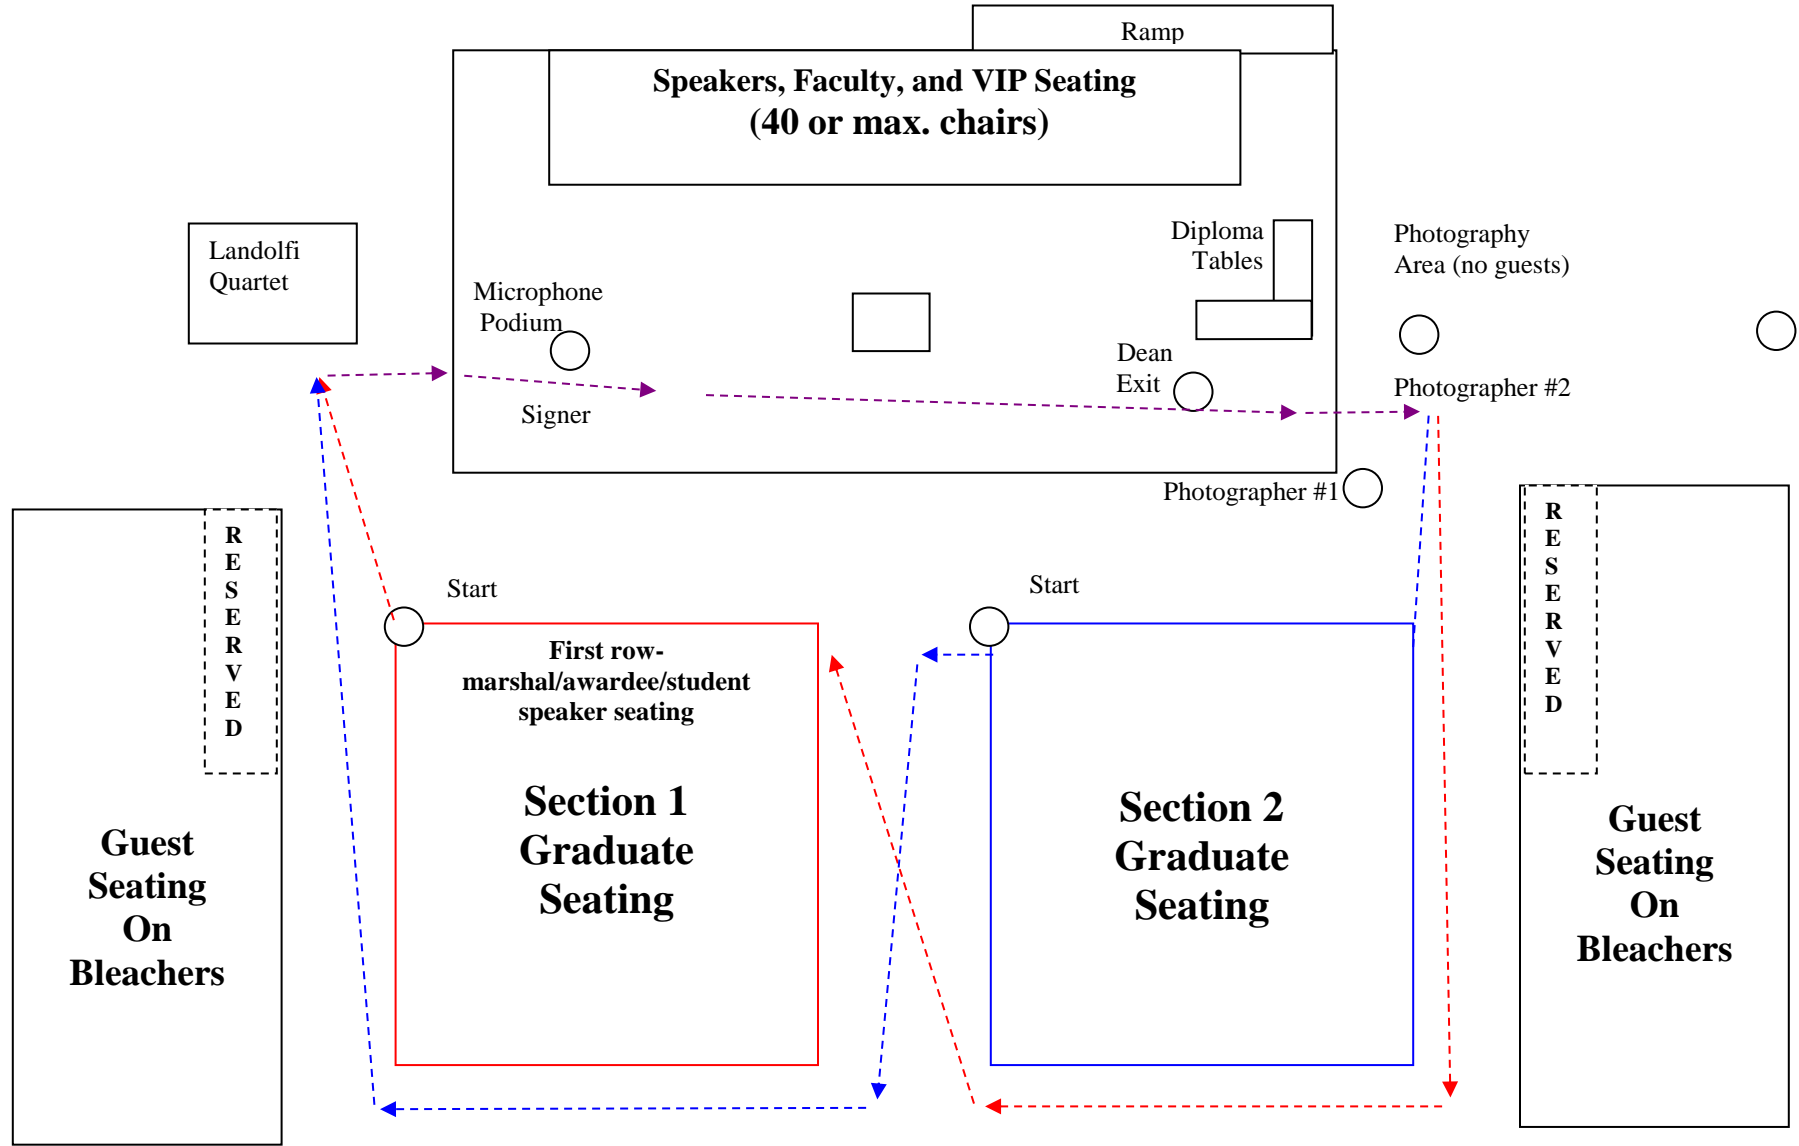 Ramp
Speakers, Faculty, and VIP Seating
(40 or max. chairs)
Landolfi
Quartet
Microphone
Podium
Signer
Diploma
Tables
Dean
Exit
Photography
Area (no guests)
Photographer #2
Photographer #1
R
E
S
E
R
V
E
D
Guest
Seating
On
Bleachers
Start
First row-
marshal/awardee/student
speaker seating
Section 1
Graduate
Seating
Start
Section 2
Graduate
Seating
R
E
S
E
R
V
E
D
Guest
Seating
On
Bleachers